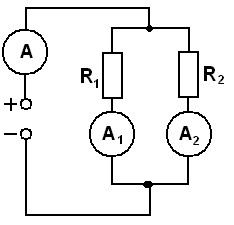 A
R₁
R₂
+
−
A₁
A₂